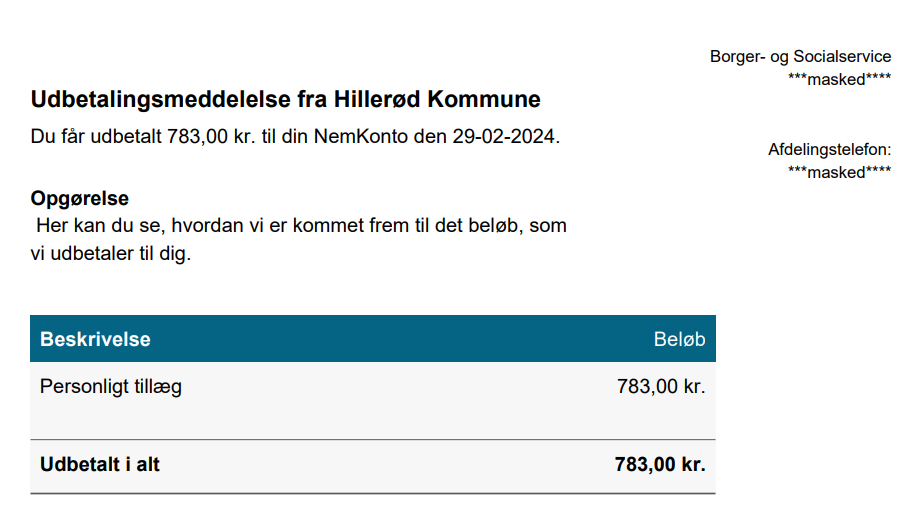 Borger- og Socialservice
***masked****
Udbetalingsmeddelelse fra Hillerød Kommune
Du får udbetalt 783,00 kr. til din NemKonto den 29-02-2024.
Afdelingstelefon:
***masked****
Opgørelse
Her kan du se, hvordan vi er kommet frem til det beløb, som
vi udbetaler til dig.
Beskrivelse Beløb
Personligt tillæg 783,00 kr.
Udbetalt i alt 783,00 kr.